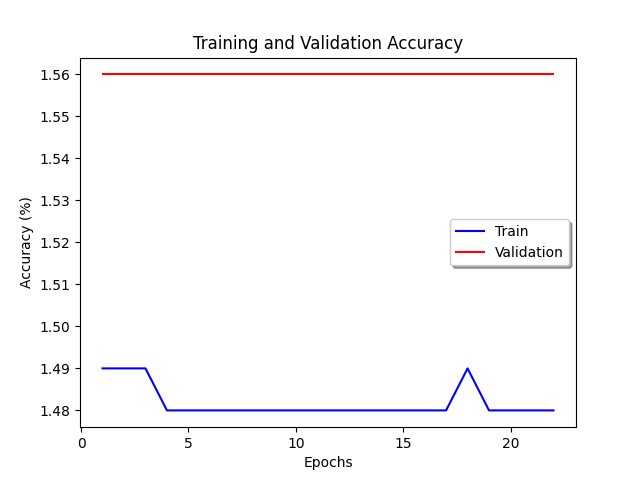 Training and Validation Accuracy
Accuracy (%)
1.56
1.55
1.54
1.53
1.52
1.51
1.50
1.49
1.48
Train
Validation
0 5 10 15 20
Epochs